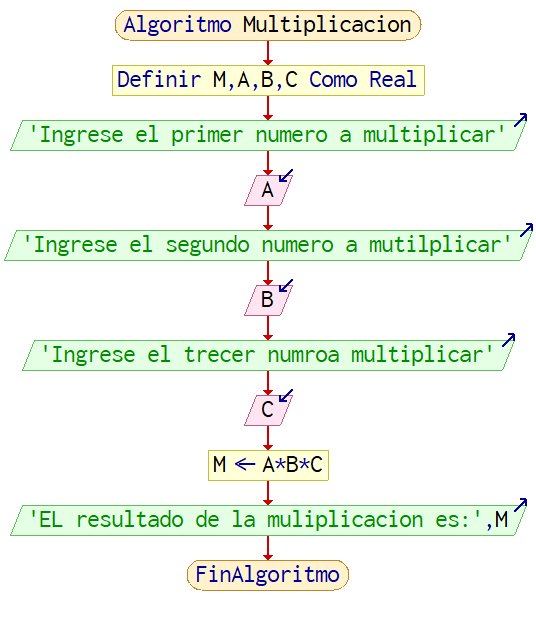 Algoritmo Multiplicacion
Definir M,A,B,C Como Real
'Ingrese el primer numero a multiplicar'
A
'Ingrese el segundo numero a mutilplicar'
B
'Ingrese el trecer numroa multiplicar'
C
M ← A*B*C
'EL resultado de la muliplicacion es:',M
FinAlgoritmo